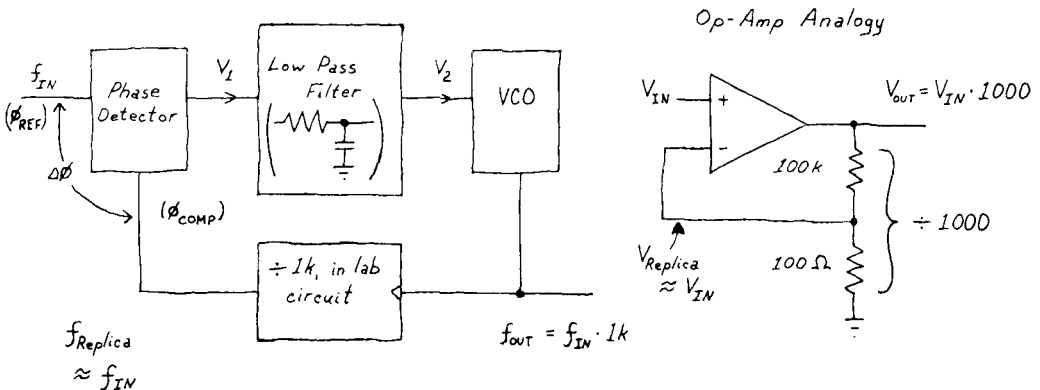 Op-Amp Analogy
f_IN
(ϕ_REF)
Δϕ
Phase
Detector
V_1
Low Pass
Filter
V_2
VCO
(ϕ_COMP)
÷ 1k, in lab
circuit
f_Replica
≈ f_IN
f_OUT = f_IN · 1k
V_IN
+
−
V_OUT = V_IN · 1000
100k
÷ 1000
100Ω
V_Replica
≈ V_IN